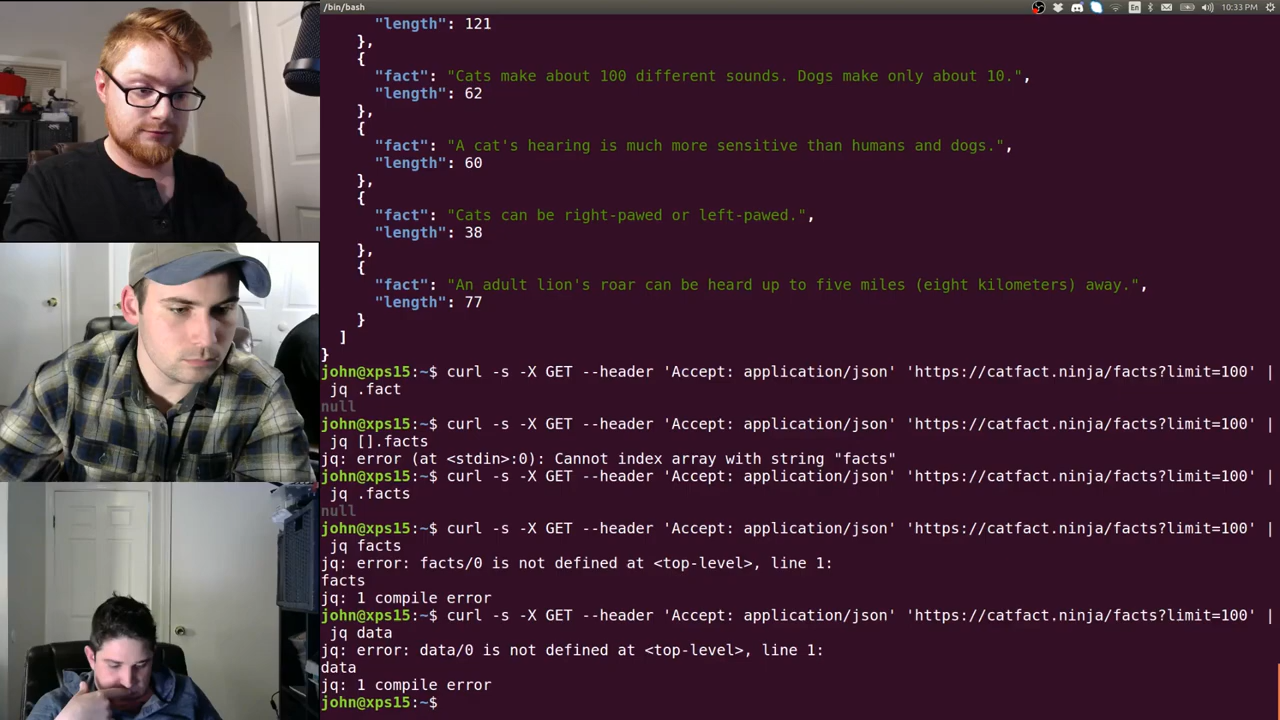 /bin/bash
En
10:33 PM
"length": 121
},
{
"fact": "Cats make about 100 different sounds. Dogs make only about 10.",
"length": 62
},
{
"fact": "A cat's hearing is much more sensitive than humans and dogs.",
"length": 60
},
{
"fact": "Cats can be right-pawed or left-pawed.",
"length": 38
},
{
"fact": "An adult lion's roar can be heard up to five miles (eight kilometers) away.",
"length": 77
}
]
}
john@xps15:~$ curl -s -X GET --header 'Accept: application/json' 'https://catfact.ninja/facts?limit=100' |
jq .fact
null
john@xps15:~$ curl -s -X GET --header 'Accept: application/json' 'https://catfact.ninja/facts?limit=100' |
jq [].facts
jq: error (at <stdin>:0): Cannot index array with string "facts"
john@xps15:~$ curl -s -X GET --header 'Accept: application/json' 'https://catfact.ninja/facts?limit=100' |
jq .facts
null
john@xps15:~$ curl -s -X GET --header 'Accept: application/json' 'https://catfact.ninja/facts?limit=100' |
jq facts
jq: error: facts/0 is not defined at <top-level>, line 1:
facts
jq: 1 compile error
john@xps15:~$ curl -s -X GET --header 'Accept: application/json' 'https://catfact.ninja/facts?limit=100' |
jq data
jq: error: data/0 is not defined at <top-level>, line 1:
data
jq: 1 compile error
john@xps15:~$